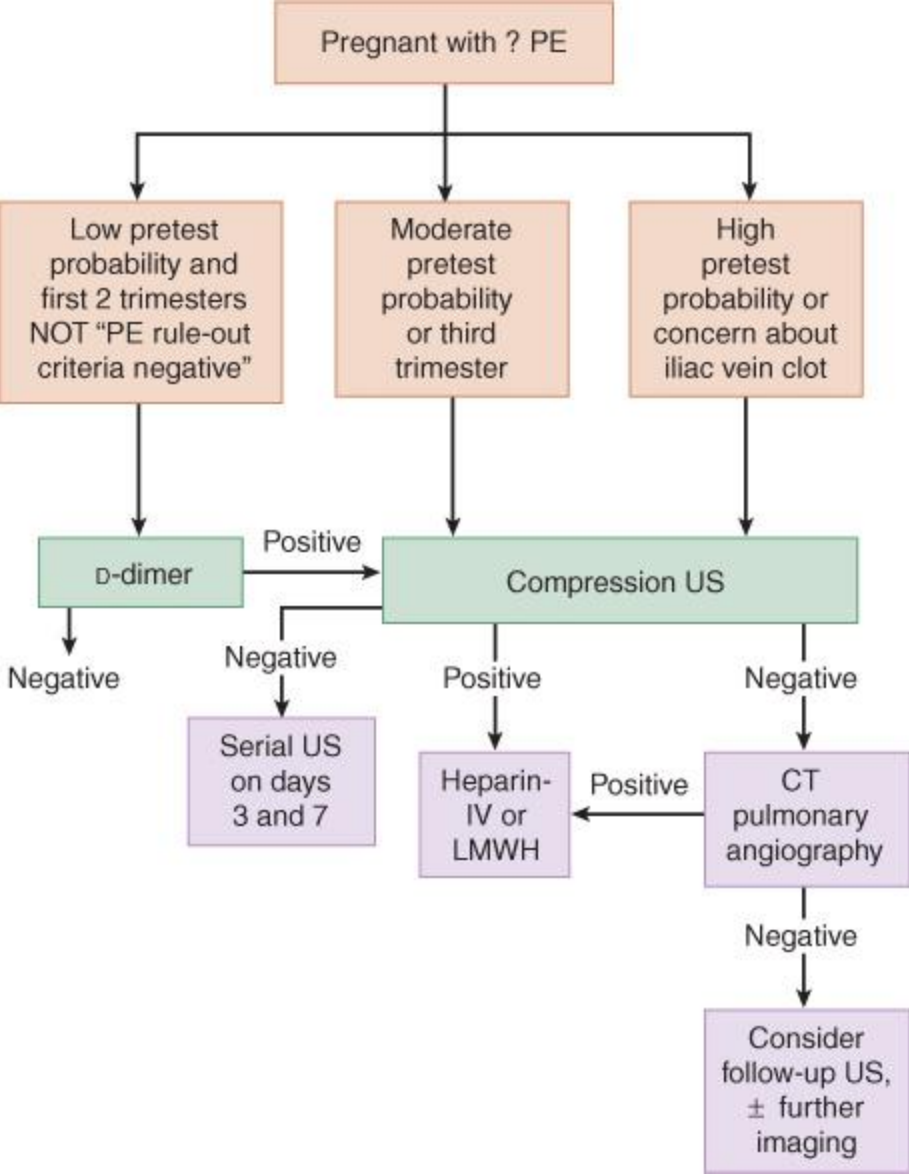 Pregnant with ? PE
Low pretest
probability and
first 2 trimesters
NOT “PE rule-out
criteria negative”
Moderate
pretest
probability
or third
trimester
High
pretest
probability or
concern about
iliac vein clot
D-dimer
Positive
Compression US
Negative
Negative
Positive
Negative
Serial US
on days
3 and 7
Heparin-
IV or
LMWH
Positive
CT
pulmonary
angiography
Negative
Consider
follow-up US,
± further
imaging